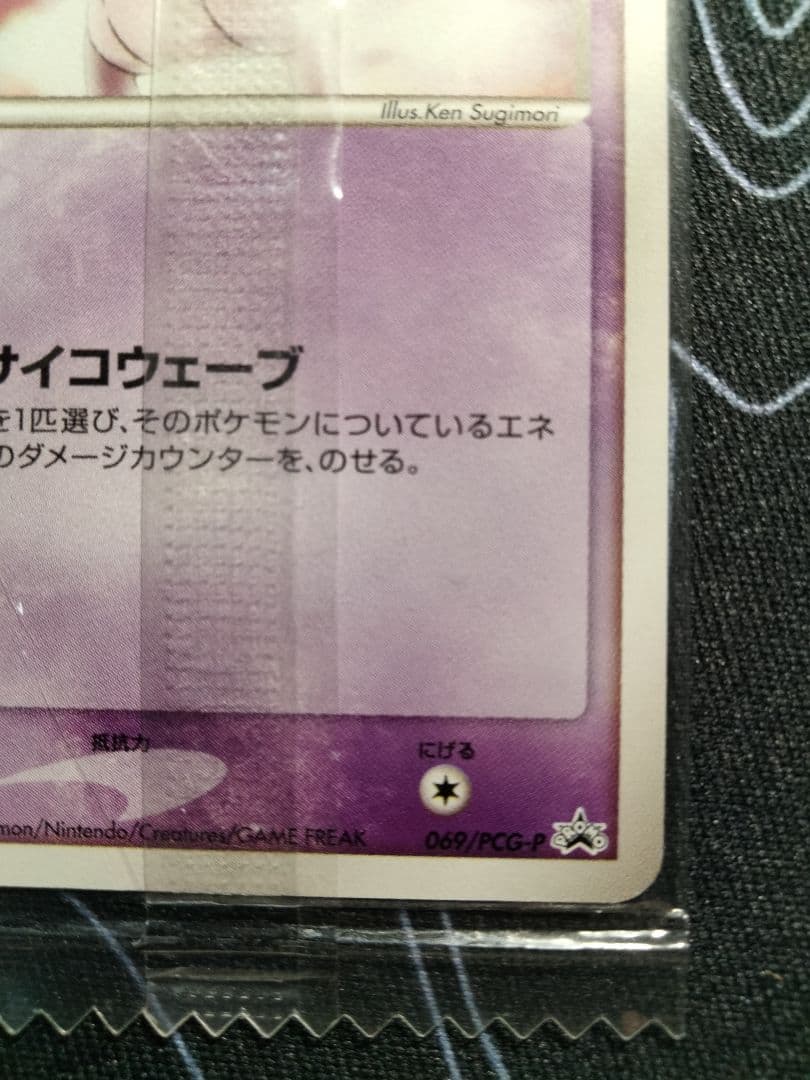 Illus. Ken Sugimori
サイコウェーブ
を1匹選び、そのポケモンについているエネ
のダメージカウンターを、のせる。
抵抗力
にげる
mon/Nintendo/Creatures/GAME FREAK
069/PCG-P
PROMO